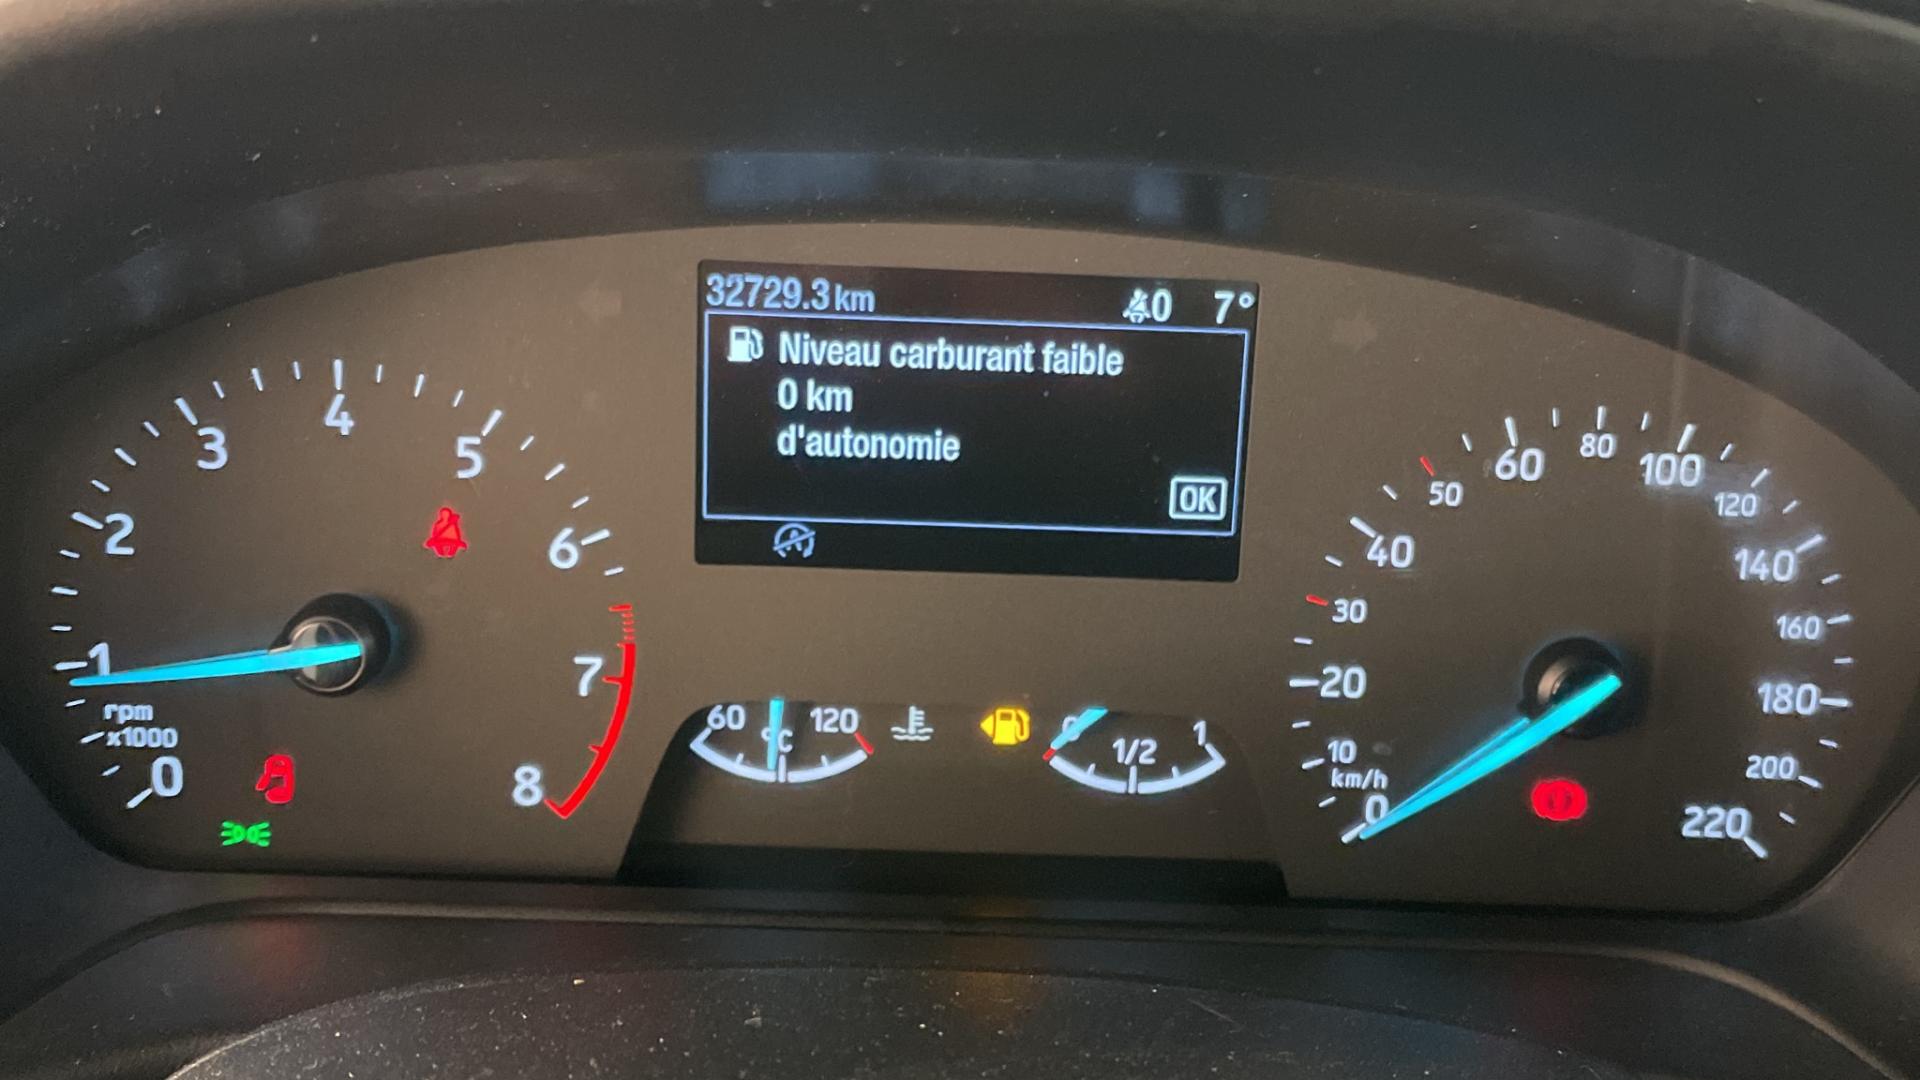 32729.3 km 0 7°
Niveau carburant faible
0 km
d'autonomie
OK
0 1 2 3 4 5 6 7 8
rpm
x1000
60 °C 120
0 1/2 1
0 10 20 30 40 50 60 80 100 120 140 160 180 200 220
km/h